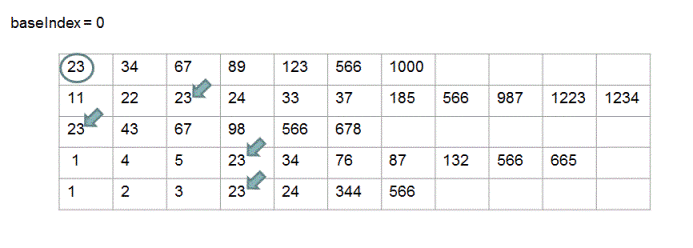 baseIndex = 0
23 34 67 89 123 566 1000
11 22 23 24 33 37 185 566 987 1223 1234
23 43 67 98 566 678
1 4 5 23 34 76 87 132 566 665
1 2 3 23 24 344 566